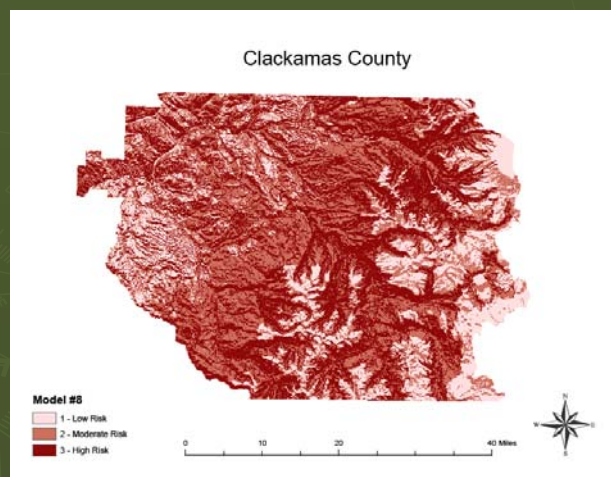 Clackamas County
Model #8
1 - Low Risk
2 - Moderate Risk
3 - High Risk
0 10 20 40 Miles
N
W E
S